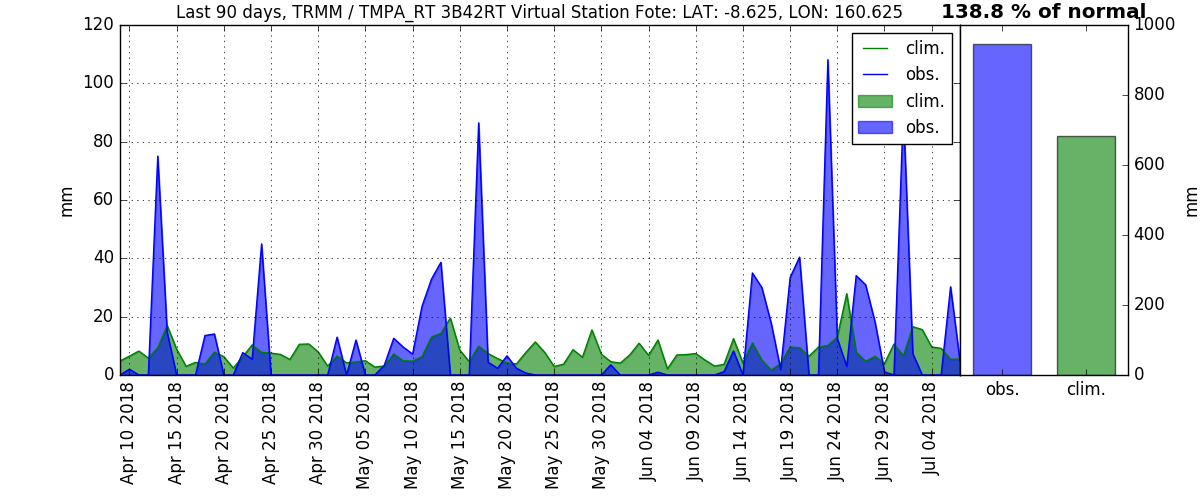 Last 90 days, TRMM / TMPA_RT 3B42RT Virtual Station Fote: LAT: -8.625, LON: 160.625
138.8 % of normal
120
100
80
60
40
20
0
mm
clim.
obs.
clim.
obs.
1000
800
600
400
200
0
mm
Apr 10 2018
Apr 15 2018
Apr 20 2018
Apr 25 2018
Apr 30 2018
May 05 2018
May 10 2018
May 15 2018
May 20 2018
May 25 2018
May 30 2018
Jun 04 2018
Jun 09 2018
Jun 14 2018
Jun 19 2018
Jun 24 2018
Jun 29 2018
Jul 04 2018
obs.
clim.